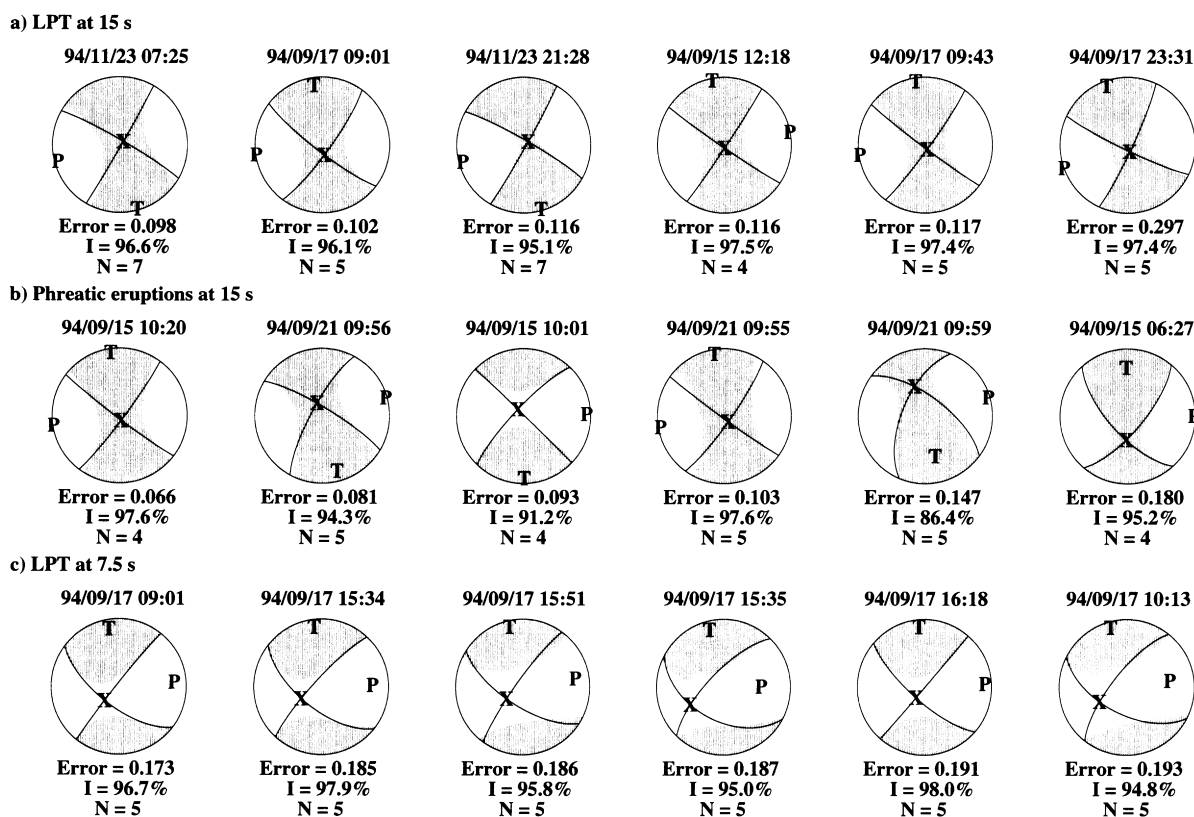 a) LPT at 15 s
94/11/23 07:25 94/09/17 09:01 94/11/23 21:28 94/09/15 12:18 94/09/17 09:43 94/09/17 23:31
T T T T
X X X X X X
P P P P P P
T T
Error = 0.098 Error = 0.102 Error = 0.116 Error = 0.116 Error = 0.117 Error = 0.297
I = 96.6% I = 96.1% I = 95.1% I = 97.5% I = 97.4% I = 97.4%
N = 7 N = 5 N = 7 N = 4 N = 5 N = 5
b) Phreatic eruptions at 15 s
94/09/15 10:20 94/09/21 09:56 94/09/15 10:01 94/09/21 09:55 94/09/21 09:59 94/09/15 06:27
T T T
X X X X X X
P P P P P P
T T T
Error = 0.066 Error = 0.081 Error = 0.093 Error = 0.103 Error = 0.147 Error = 0.180
I = 97.6% I = 94.3% I = 91.2% I = 97.6% I = 86.4% I = 95.2%
N = 4 N = 5 N = 4 N = 5 N = 5 N = 4
c) LPT at 7.5 s
94/09/17 09:01 94/09/17 15:34 94/09/17 15:51 94/09/17 15:35 94/09/17 16:18 94/09/17 10:13
T T T T T T
P P P P P P
X X X X X X
Error = 0.173 Error = 0.185 Error = 0.186 Error = 0.187 Error = 0.191 Error = 0.193
I = 96.7% I = 97.9% I = 95.8% I = 95.0% I = 98.0% I = 94.8%
N = 5 N = 5 N = 5 N = 5 N = 5 N = 5